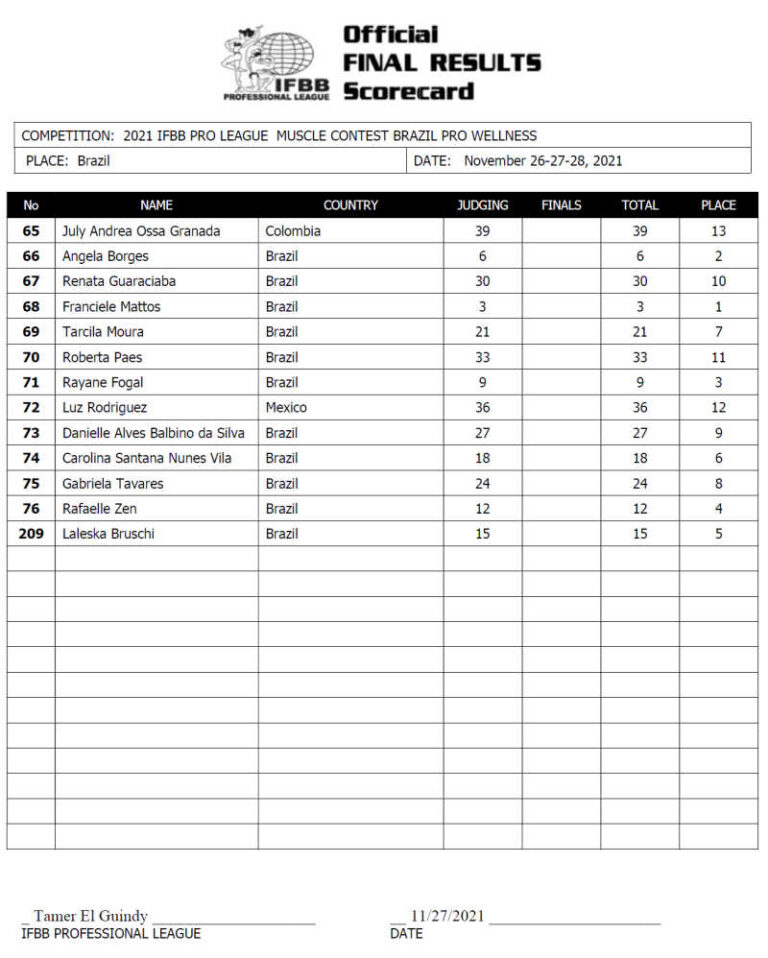 Official
FINAL RESULTS
Scorecard
IFBB
PROFESSIONAL LEAGUE
COMPETITION: 2021 IFBB PRO LEAGUE MUSCLE CONTEST BRAZIL PRO WELLNESS
PLACE: Brazil DATE: November 26-27-28, 2021
No NAME COUNTRY JUDGING FINALS TOTAL PLACE
65 July Andrea Ossa Granada Colombia 39 39 13
66 Angela Borges Brazil 6 6 2
67 Renata Guaraciaba Brazil 30 30 10
68 Franciele Mattos Brazil 3 3 1
69 Tarcila Moura Brazil 21 21 7
70 Roberta Paes Brazil 33 33 11
71 Rayane Fogal Brazil 9 9 3
72 Luz Rodriguez Mexico 36 36 12
73 Danielle Alves Balbino da Silva Brazil 27 27 9
74 Carolina Santana Nunes Vila Brazil 18 18 6
75 Gabriela Tavares Brazil 24 24 8
76 Rafaelle Zen Brazil 12 12 4
209 Laleska Bruschi Brazil 15 15 5
_ Tamer El Guindy ____________________ __ 11/27/2021 _____________________
IFBB PROFESSIONAL LEAGUE DATE